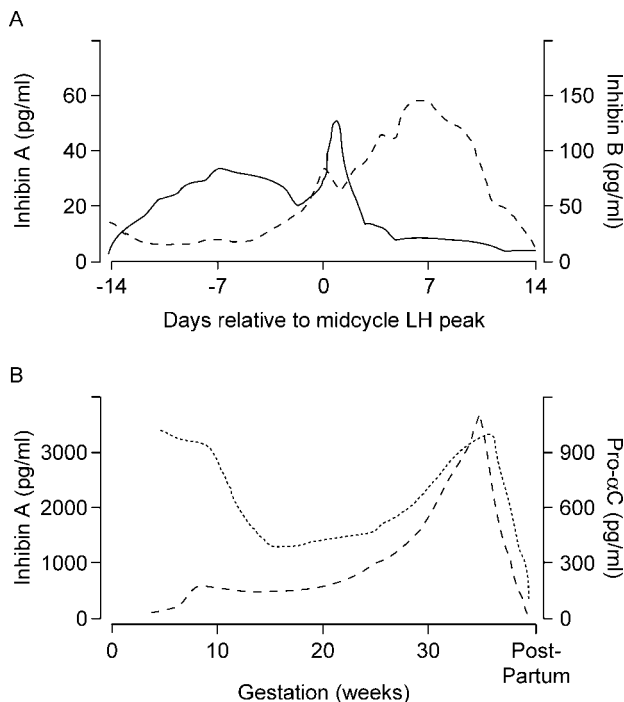 A
Inhibin A (pg/ml)
60
40
20
0
150
100
50
0
Inhibin B
(pg/ml)
-14 -7 0 7 14
Days relative to midcycle LH peak
B
Inhibin A (pg/ml)
3000
2000
1000
0
900
600
300
0
Pro-αC (pg/ml)
0 10 20 30 Post-
Partum
Gestation (weeks)